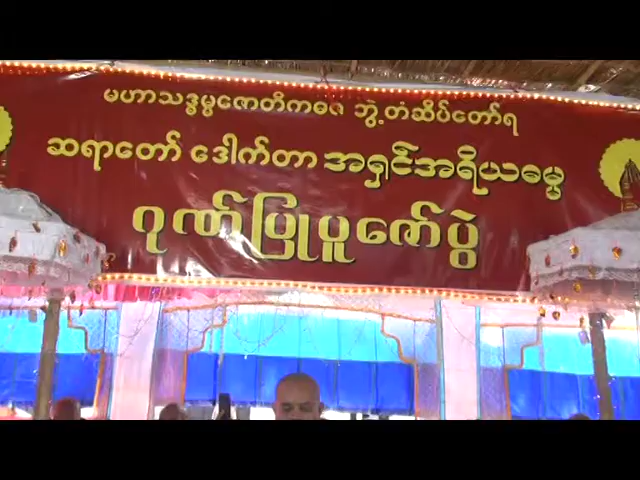 မဟာသဒ္ဓမ္မဇောတိကဓဇ ဘွဲ့တံဆိပ်တော်ရ
ဆရာတော် ဒေါက်တာ အရှင်အရိယဓမ္မ
ဂုဏ်ပြုပူဇော်ပွဲ